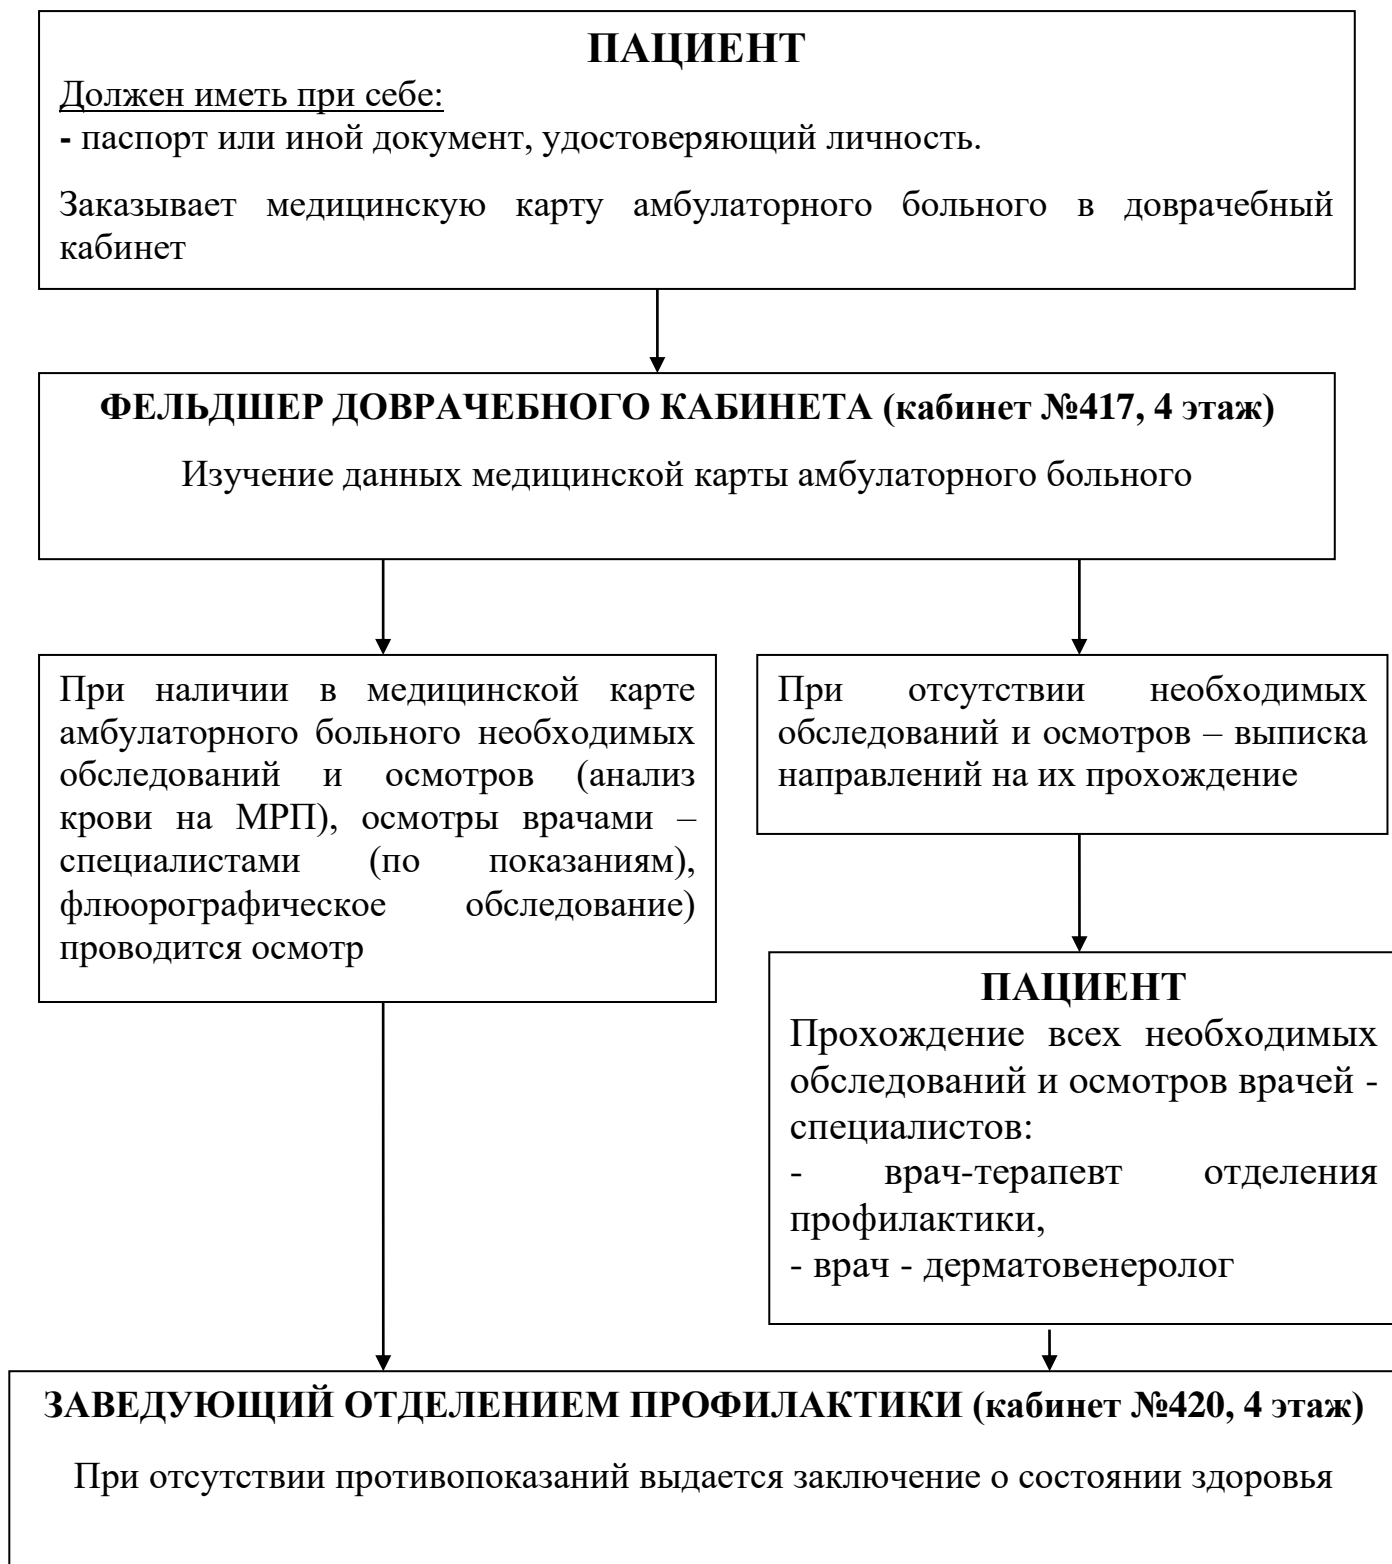 ПАЦИЕНТ
Должен иметь при себе:
- паспорт или иной документ, удостоверяющий личность.
Заказывает медицинскую карту амбулаторного больного в доврачебный
кабинет
ФЕЛЬДШЕР ДОВРАЧЕБНОГО КАБИНЕТА (кабинет №417, 4 этаж)
Изучение данных медицинской карты амбулаторного больного
При наличии в медицинской карте
амбулаторного больного необходимых
обследований и осмотров (анализ
крови на МРП), осмотры врачами –
специалистами (по показаниям),
флюорографическое обследование)
проводится осмотр
При отсутствии необходимых
обследований и осмотров – выписка
направлений на их прохождение
ПАЦИЕНТ
Прохождение всех необходимых
обследований и осмотров врачей -
специалистов:
- врач-терапевт отделения
профилактики,
- врач - дерматовенеролог
ЗАВЕДУЮЩИЙ ОТДЕЛЕНИЕМ ПРОФИЛАКТИКИ (кабинет №420, 4 этаж)
При отсутствии противопоказаний выдается заключение о состоянии здоровья